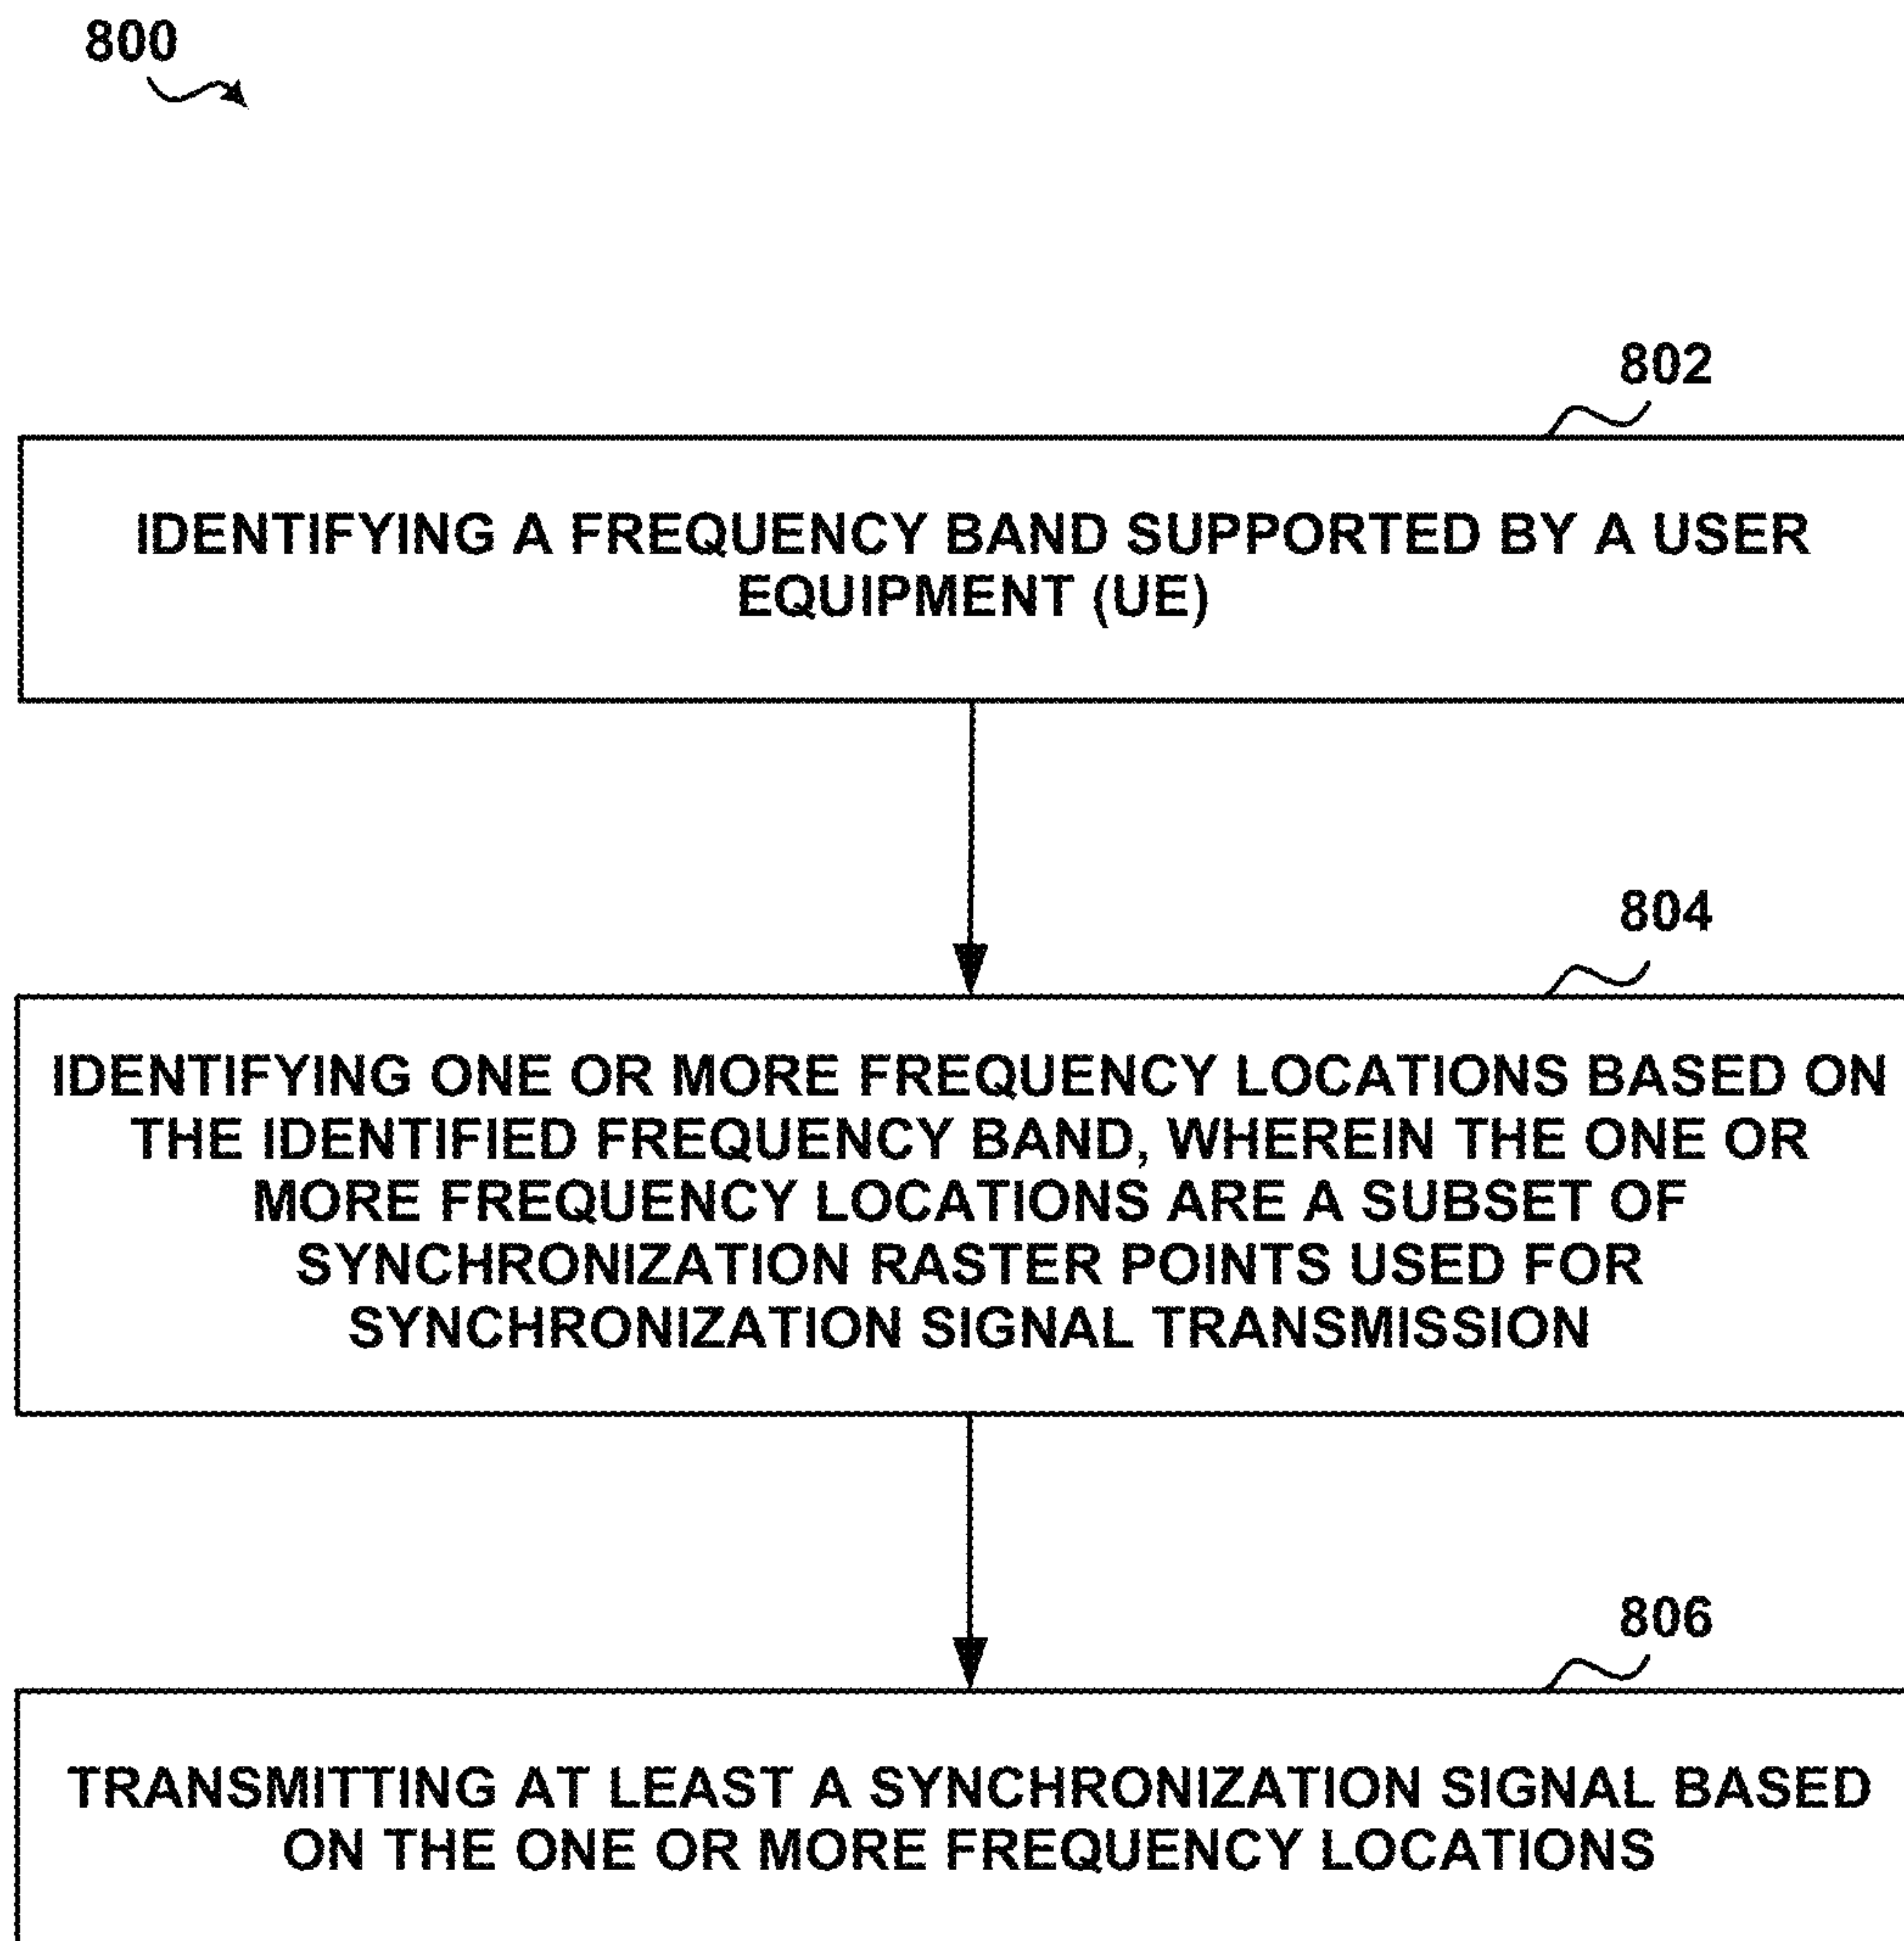 800
802
IDENTIFYING A FREQUENCY BAND SUPPORTED BY A USER
EQUIPMENT (UE)
804
IDENTIFYING ONE OR MORE FREQUENCY LOCATIONS BASED ON
THE IDENTIFIED FREQUENCY BAND, WHEREIN THE ONE OR
MORE FREQUENCY LOCATIONS ARE A SUBSET OF
SYNCHRONIZATION RASTER POINTS USED FOR
SYNCHRONIZATION SIGNAL TRANSMISSION
806
TRANSMITTING AT LEAST A SYNCHRONIZATION SIGNAL BASED
ON THE ONE OR MORE FREQUENCY LOCATIONS